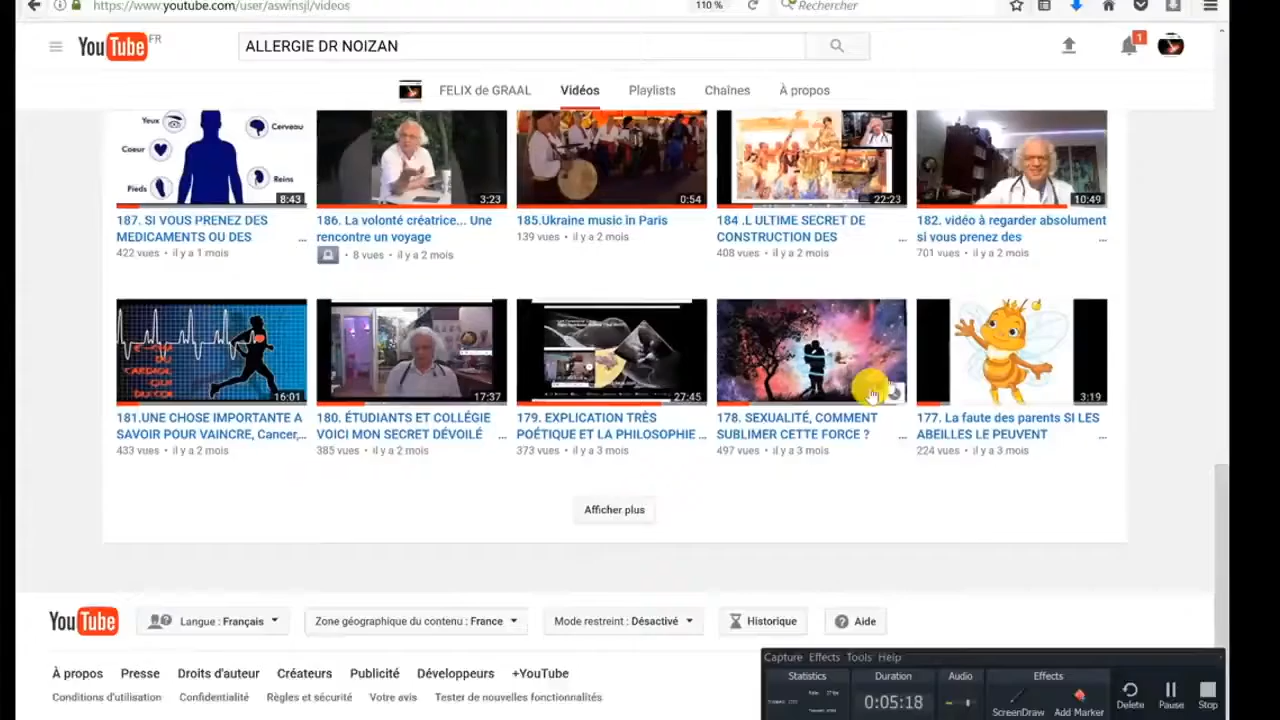 https://www.youtube.com/user/aswinsjl/videos
110 %
Rechercher
YouTube FR
ALLERGIE DR NOIZAN
1
FELIX de GRAAL
Vidéos
Playlists
Chaînes
À propos
Yeux
Cerveau
Coeur
Pieds
Reins
8:43
3:23
0:54
22:23
10:49
187. SI VOUS PRENEZ DES
MEDICAMENTS OU DES ...
422 vues • il y a 1 mois
186. La volonté créatrice... Une
rencontre un voyage
8 vues • il y a 2 mois
185.Ukraine music in Paris
139 vues • il y a 2 mois
184 .L ULTIME SECRET DE
CONSTRUCTION DES ...
408 vues • il y a 2 mois
182. vidéo à regarder absolument
si vous prenez des ...
701 vues • il y a 2 mois
16:01
17:37
27:45
3:19
181.UNE CHOSE IMPORTANTE A
SAVOIR POUR VAINCRE, Cancer,...
433 vues • il y a 2 mois
180. ÉTUDIANTS ET COLLÉGIE
VOICI MON SECRET DÉVOILÉ ...
385 vues • il y a 2 mois
179. EXPLICATION TRÈS
POÉTIQUE ET LA PHILOSOPHIE ...
373 vues • il y a 3 mois
178. SEXUALITÉ, COMMENT
SUBLIMER CETTE FORCE ? ...
497 vues • il y a 3 mois
177. La faute des parents SI LES
ABEILLES LE PEUVENT ...
224 vues • il y a 3 mois
Afficher plus
YouTube
Langue : Français
Zone géographique du contenu : France
Mode restreint : Désactivé
Historique
Aide
À propos
Presse
Droits d'auteur
Créateurs
Publicité
Développeurs
+YouTube
Conditions d'utilisation
Confidentialité
Règles et sécurité
Votre avis
Tester de nouvelles fonctionnalités
Capture Effects Tools Help
Statistics
Duration
Audio
Effects
0:05:18
ScreenDraw
Add Marker
Delete
Pause
Stop